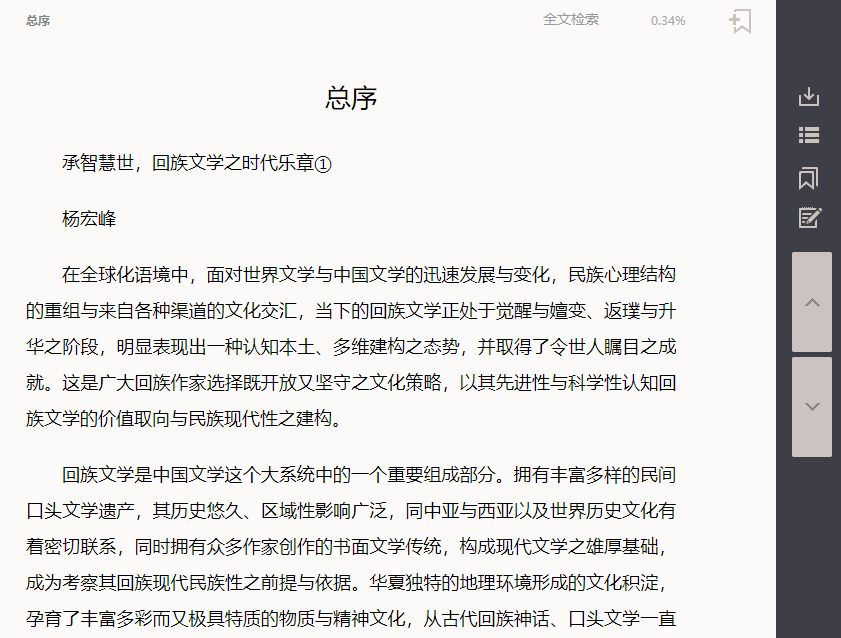 总序
全文检索
0.34%
总序
承智慧世，回族文学之时代乐章①
杨宏峰
在全球化语境中，面对世界文学与中国文学的迅速发展与变化，民族心理结构
的重组与来自各种渠道的文化交汇，当下的回族文学正处于觉醒与嬗变、返璞与升
华之阶段，明显表现出一种认知本土、多维建构之态势，并取得了令世人瞩目之成
就。这是广大回族作家选择既开放又坚守之文化策略，以其先进性与科学性认知回
族文学的价值取向与民族现代性之建构。
回族文学是中国文学这个大系统中的一个重要组成部分。拥有丰富多样的民间
口头文学遗产，其历史悠久、区域性影响广泛，同中亚与西亚以及世界历史文化有
着密切联系，同时拥有众多作家创作的书面文学传统，构成现代文学之雄厚基础，
成为考察其回族现代民族性之前提与依据。华夏独特的地理环境形成的文化积淀，
孕育了丰富多彩而又极具特质的物质与精神文化，从古代回族神话、口头文学一直